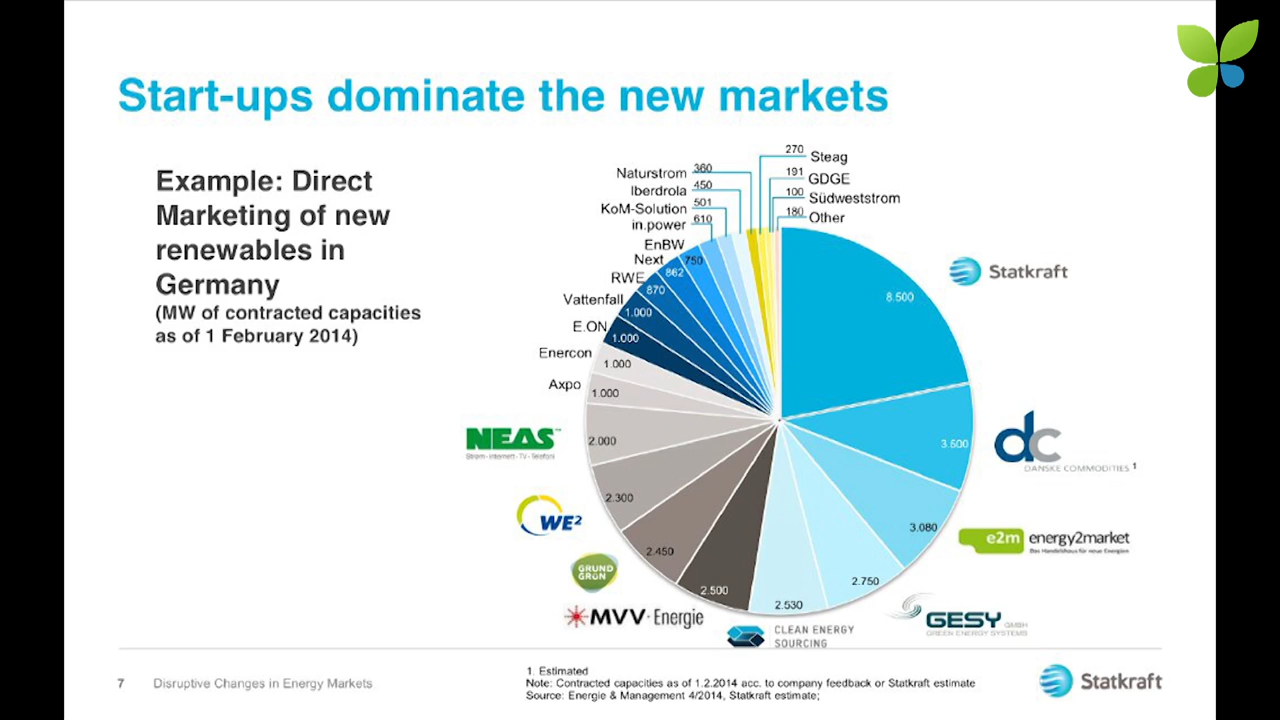 Start-ups dominate the new markets
Example: Direct
Marketing of new
renewables in
Germany
(MW of contracted capacities
as of 1 February 2014)
270 Steag
191 GDGE
100 Südweststrom
180 Other
Naturstrom 360
Iberdrola 450
KoM-Solution 501
in.power 610
EnBW 750
Next 862
RWE 870
Vattenfall 1.000
E.ON 1.000
Enercon 1.000
Axpo 1.000
NEAS
Strom - Internett - TV - Telefoni
2.000
WE²
2.300
GRUND
GRÜN
2.450
MVV Energie
2.500
CLEAN ENERGY
SOURCING
2.530
GESY GMBH
GREEN ENERGY SYSTEMS
2.750
e2m energy2market
Das Handelshaus für neue Energien
3.080
dc
DANSKE COMMODITIES 1
3.500
Statkraft
8.500
7 Disruptive Changes in Energy Markets
1. Estimated
Note: Contracted capacities as of 1.2.2014 acc. to company feedback or Statkraft estimate
Source: Energie & Management 4/2014, Statkraft estimate;
Statkraft